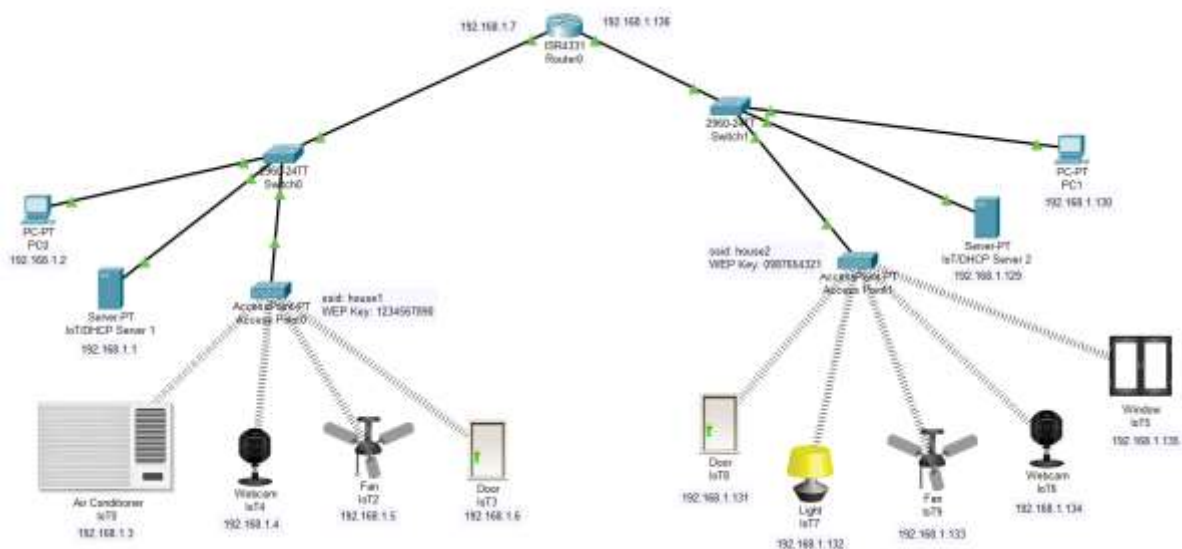 192.168.1.7
192.168.1.136
ISR4331
Router0
2960-24TT
Switch0
2960-24TT
Switch1
PC-PT
PC0
192.168.1.2
Server-PT
IoT/DHCP Server 1
192.168.1.1
AccessPoint-PT
Access Point0
ssid: house1
WEP Key: 1234567890
PC-PT
PC1
192.168.1.130
Server-PT
IoT/DHCP Server 2
192.168.1.129
ssid: house2
WEP Key: 0987654321
AccessPoint-PT
Access Point1
Air Conditioner
IoT0
192.168.1.3
Webcam
IoT4
192.168.1.4
Fan
IoT2
192.168.1.5
Door
IoT3
192.168.1.6
Door
IoT8
192.168.1.131
Light
IoT7
192.168.1.132
Fan
IoT9
192.168.1.133
Webcam
IoT6
192.168.1.134
Window
IoT5
192.168.1.135